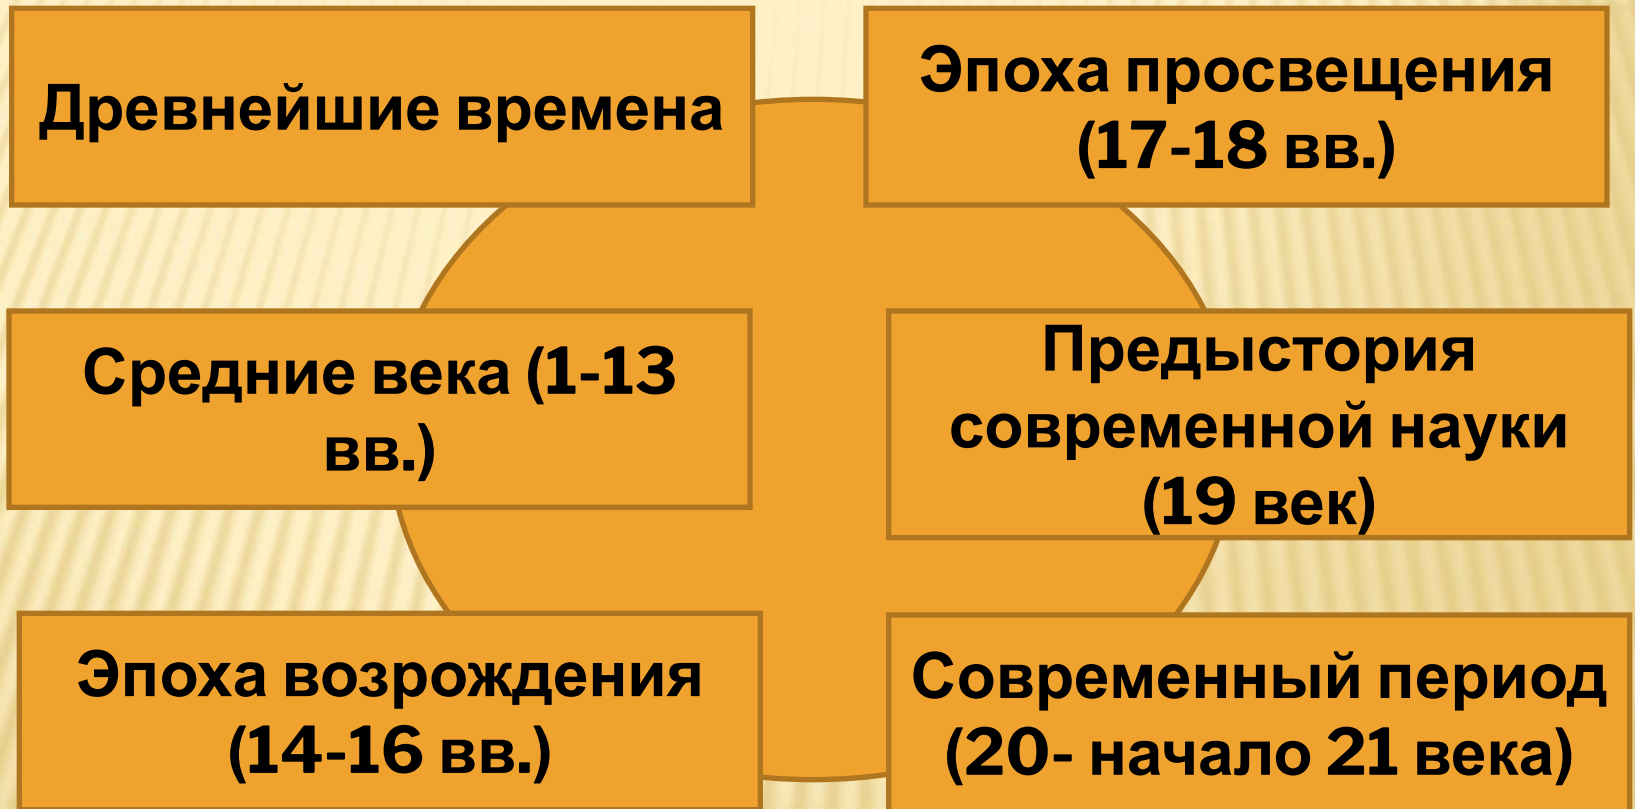 Древнейшие времена
Средние века (1-13
вв.)
Эпоха возрождения
(14-16 вв.)
Эпоха просвещения
(17-18 вв.)
Предыстория
современной науки
(19 век)
Современный период
(20- начало 21 века)